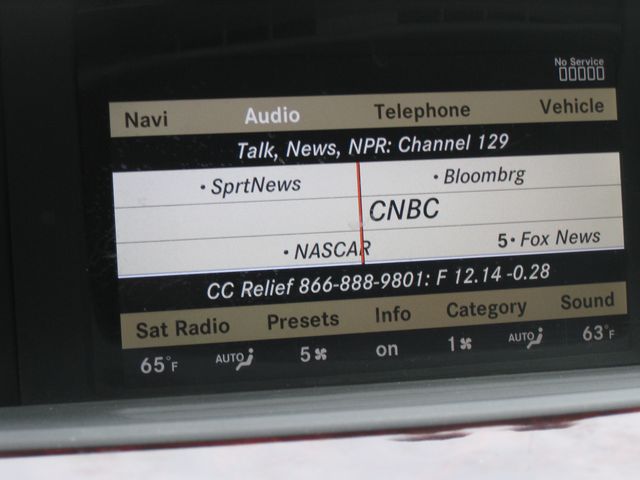 No Service
Navi Audio Telephone Vehicle
Talk, News, NPR: Channel 129
• SprtNews • Bloombrg
CNBC
• NASCAR 5• Fox News
CC Relief 866-888-9801: F 12.14 -0.28
Sat Radio Presets Info Category Sound
65°F AUTO 5 on 1 AUTO 63°F